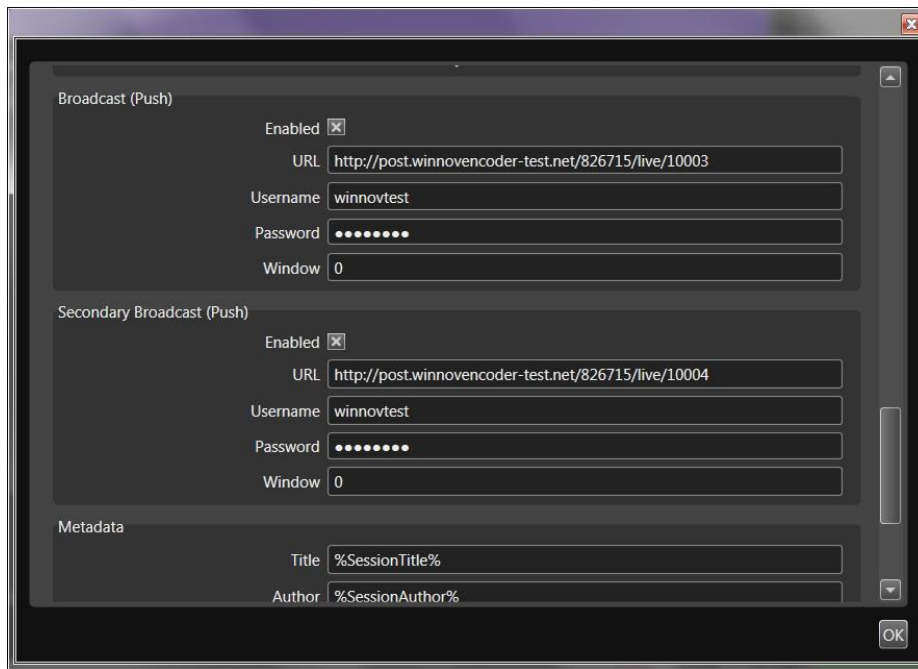 Broadcast (Push)
Enabled
URL http://post.winnovencoder-test.net/826715/live/10003
Username winnovtest
Password ●●●●●●●●
Window 0
Secondary Broadcast (Push)
Enabled
URL http://post.winnovencoder-test.net/826715/live/10004
Username winnovtest
Password ●●●●●●●●
Window 0
Metadata
Title %SessionTitle%
Author %SessionAuthor%
OK